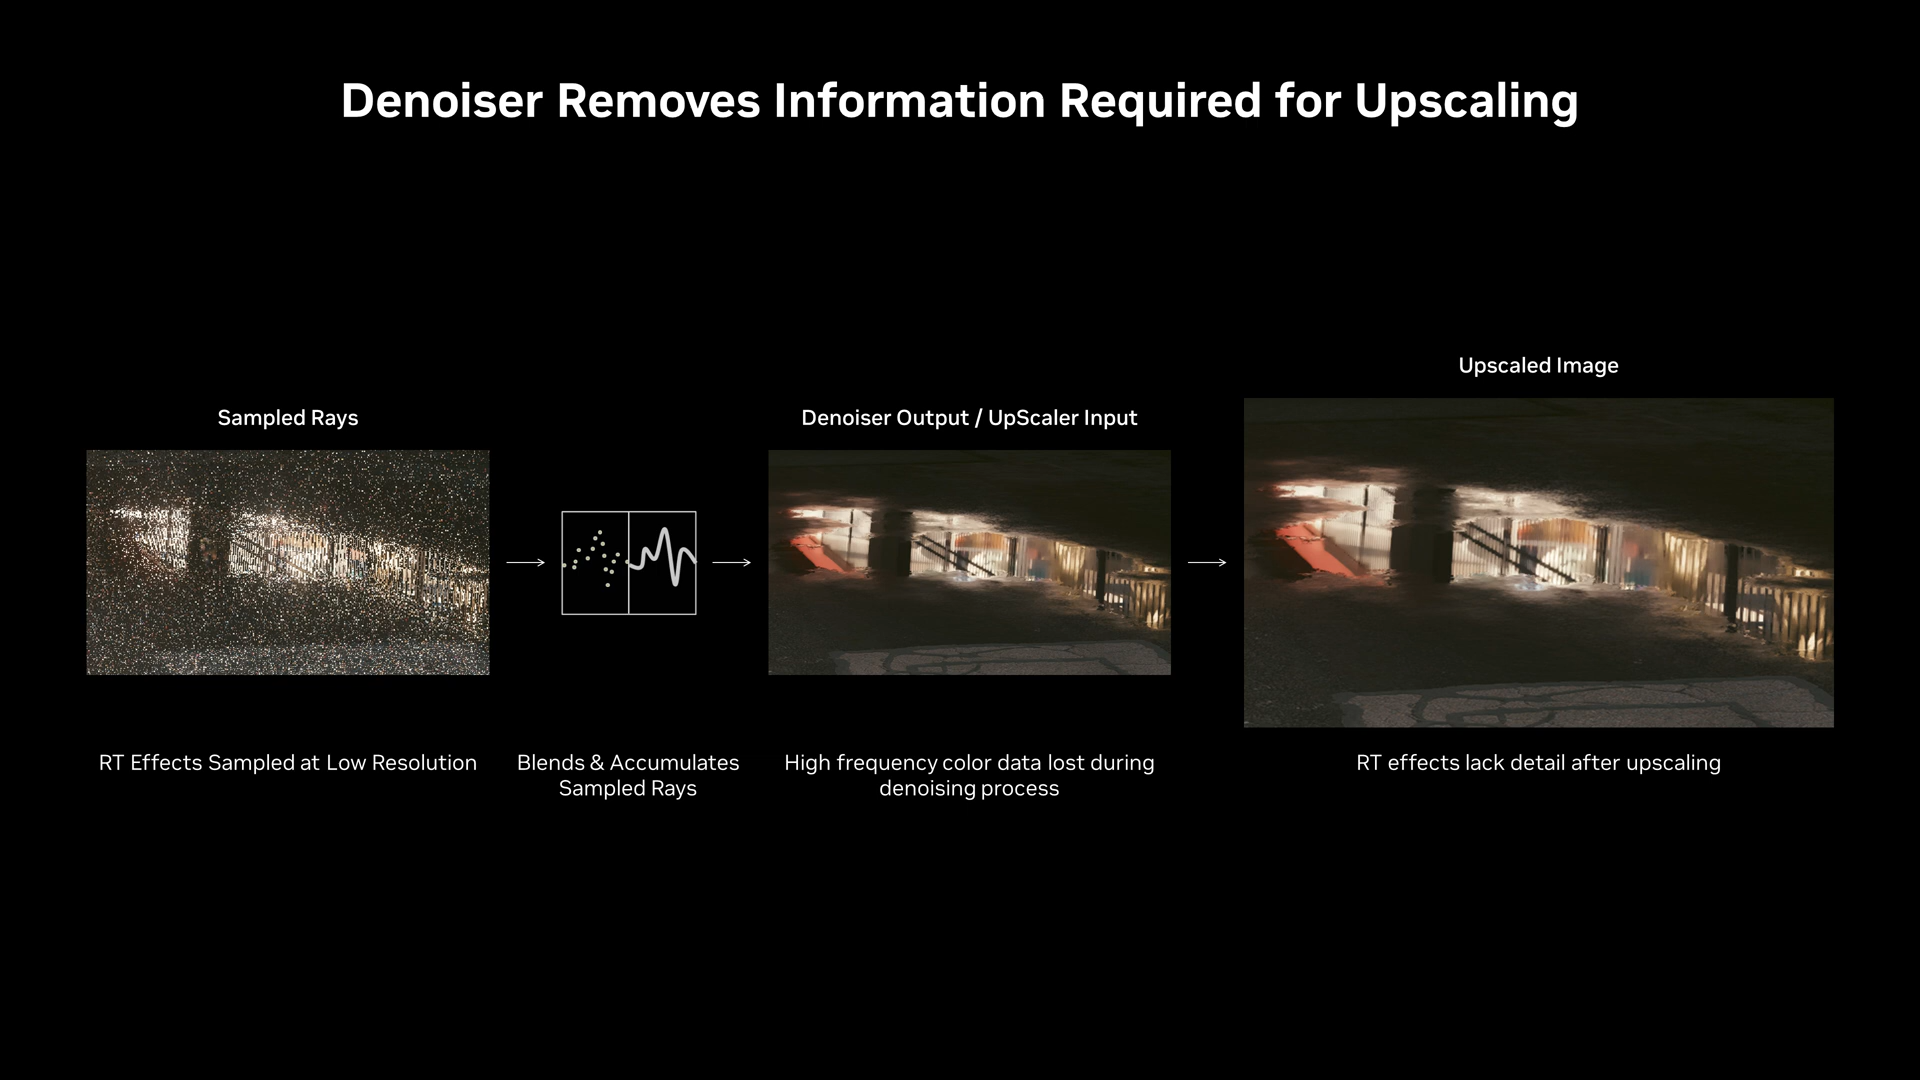 Denoiser Removes Information Required for Upscaling
Sampled Rays
Denoiser Output / UpScaler Input
Upscaled Image
RT Effects Sampled at Low Resolution
Blends & Accumulates
Sampled Rays
High frequency color data lost during
denoising process
RT effects lack detail after upscaling